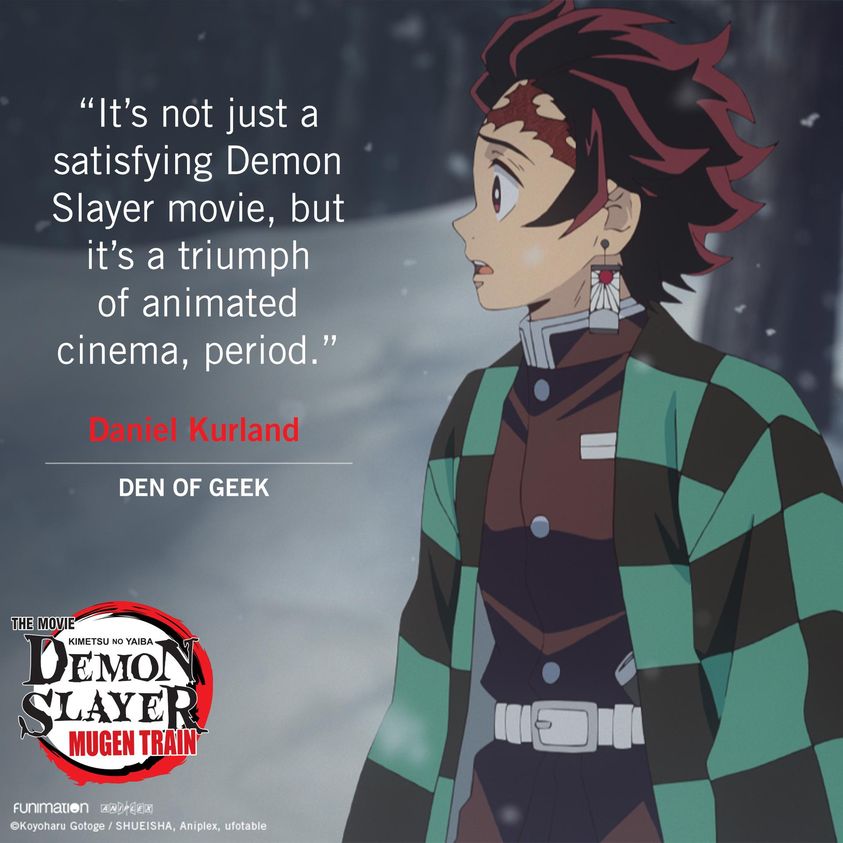 “It’s not just a
satisfying Demon
Slayer movie, but
it’s a triumph
of animated
cinema, period.”
Daniel Kurland
DEN OF GEEK
THE MOVIE
KIMETSU NO YAIBA
DEMON
SLAYER
MUGEN TRAIN
FUNIMATION ANIPLEX
©Koyoharu Gotoge / SHUEISHA, Aniplex, ufotable